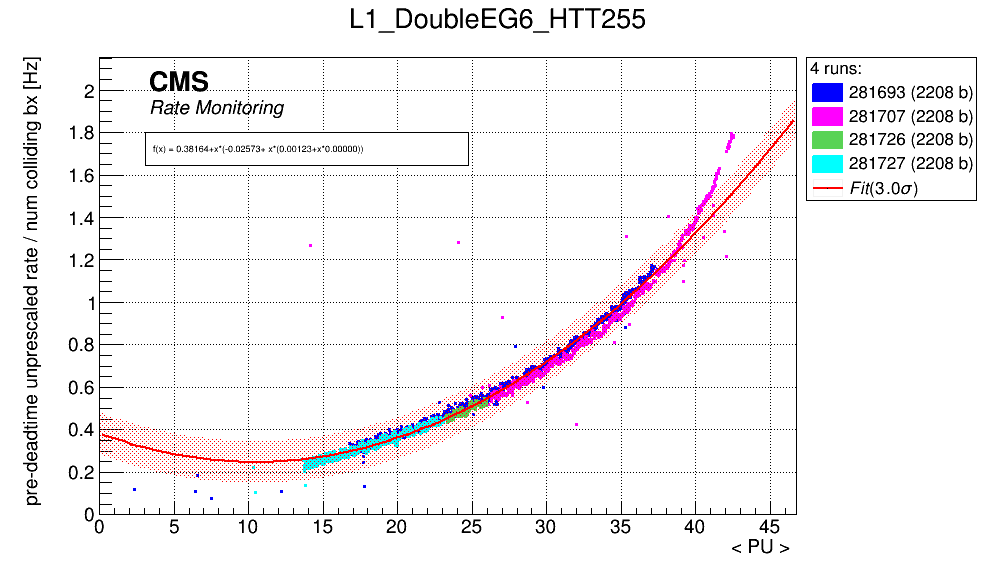 L1_DoubleEG6_HTT255
pre-deadtime unprescaled rate / num colliding bx [Hz]
CMS
Rate Monitoring
f(x) = 0.38164+x*(-0.02573+ x*(0.00123+x*0.00000))
4 runs:
281693 (2208 b)
281707 (2208 b)
281726 (2208 b)
281727 (2208 b)
Fit(3.0σ)
2
1.8
1.6
1.4
1.2
1
0.8
0.6
0.4
0.2
0
0 5 10 15 20 25 30 35 40 45
< PU >